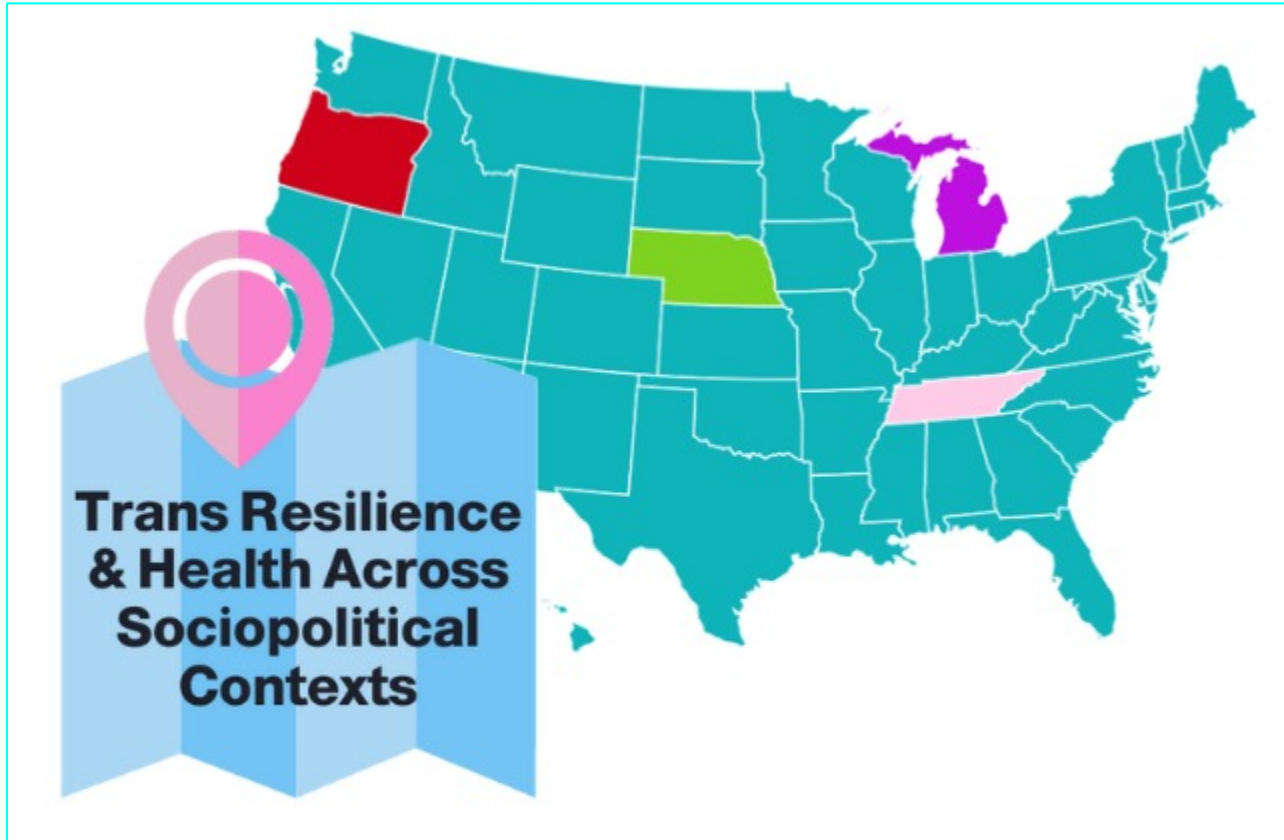 Trans Resilience
& Health Across
Sociopolitical
Contexts